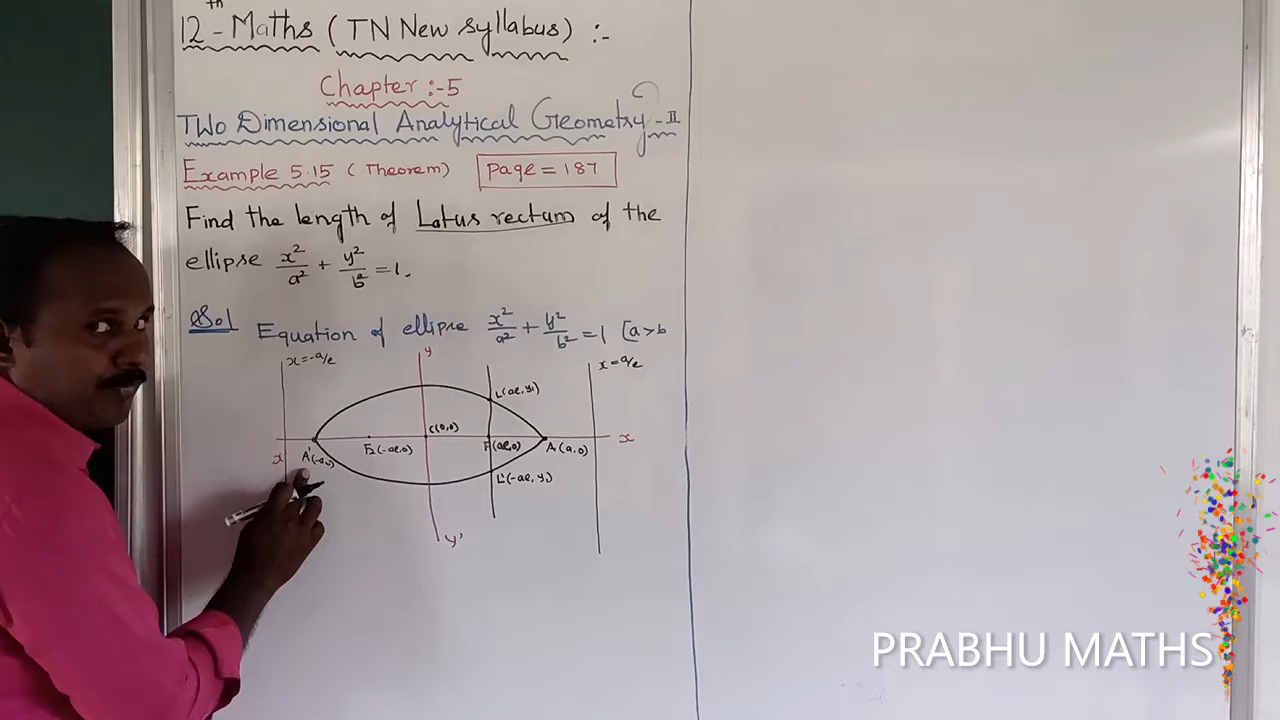 12th - Maths ( TN New syllabus) :-
Chapter :-5
Two Dimensional Analytical Geometry - II
Example 5.15 ( Theorem) Page = 187
Find the length of Latus rectum of the
ellipse x²/a² + y²/b² = 1.
Sol Equation of ellipse x²/a² + y²/b² = 1 [a>b
x=-a/e y x=a/e
L(ae, y₁)
C(0,0)
F₂(-ae,0) F(ae,0) A(a,0) x
A'(-a,0)
L'(-ae, y₁)
y'
PRABHU MATHS